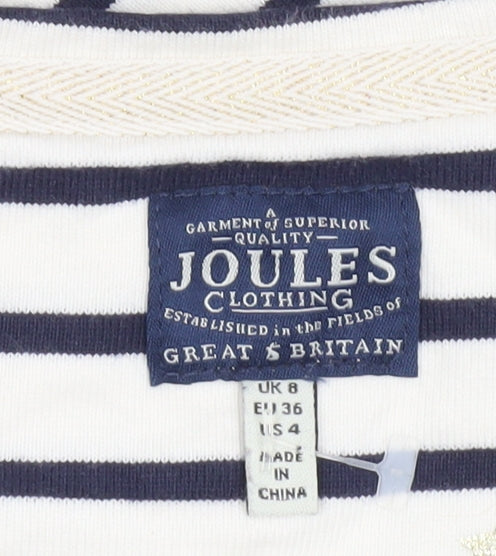 A
GARMENT of SUPERIOR
QUALITY
JOULES
CLOTHING
ESTABLISHED in the FIELDS of
GREAT & BRITAIN
UK 8
EU 36
US 4
MADE
IN
CHINA